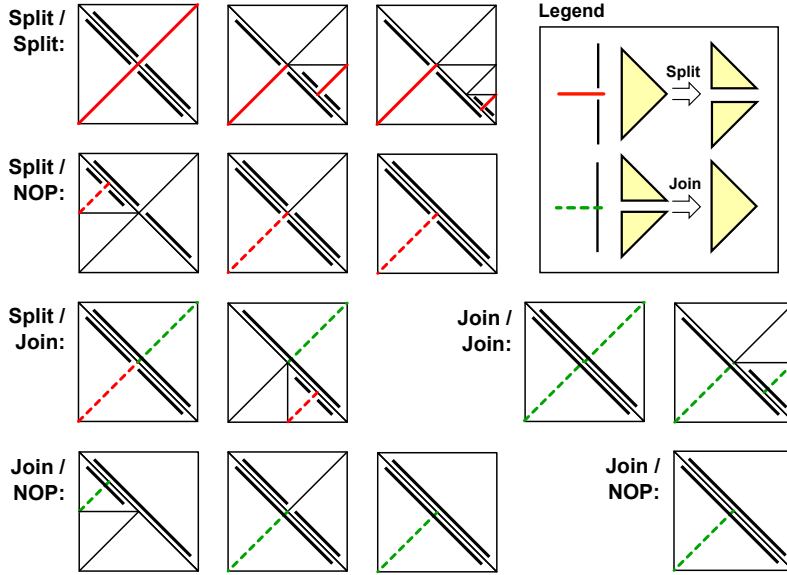 Split /
Split:
Legend
Split
Join
Split /
NOP:
Split /
Join:
Join /
Join:
Join /
NOP:
Join /
NOP: